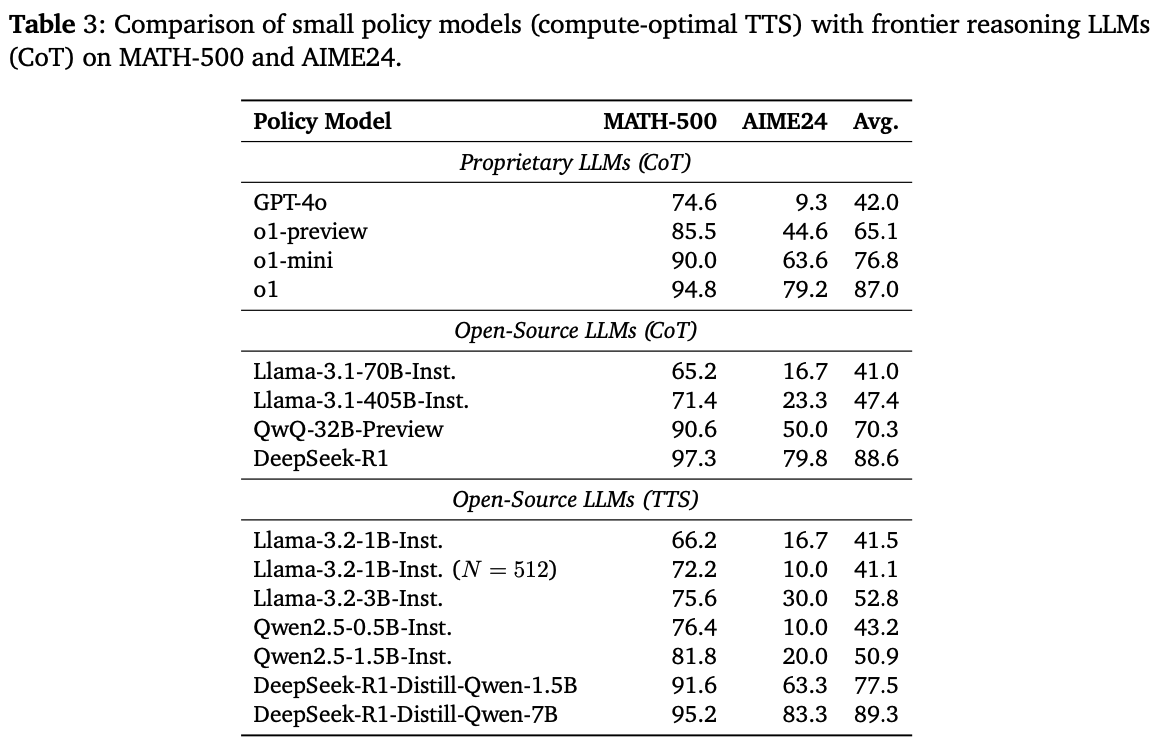 Table 3: Comparison of small policy models (compute-optimal TTS) with frontier reasoning LLMs
(CoT) on MATH-500 and AIME24.
Policy Model MATH-500 AIME24 Avg.
Proprietary LLMs (CoT)
GPT-4o 74.6 9.3 42.0
o1-preview 85.5 44.6 65.1
o1-mini 90.0 63.6 76.8
o1 94.8 79.2 87.0
Open-Source LLMs (CoT)
Llama-3.1-70B-Inst. 65.2 16.7 41.0
Llama-3.1-405B-Inst. 71.4 23.3 47.4
QwQ-32B-Preview 90.6 50.0 70.3
DeepSeek-R1 97.3 79.8 88.6
Open-Source LLMs (TTS)
Llama-3.2-1B-Inst. 66.2 16.7 41.5
Llama-3.2-1B-Inst. (N = 512) 72.2 10.0 41.1
Llama-3.2-3B-Inst. 75.6 30.0 52.8
Qwen2.5-0.5B-Inst. 76.4 10.0 43.2
Qwen2.5-1.5B-Inst. 81.8 20.0 50.9
DeepSeek-R1-Distill-Qwen-1.5B 91.6 63.3 77.5
DeepSeek-R1-Distill-Qwen-7B 95.2 83.3 89.3